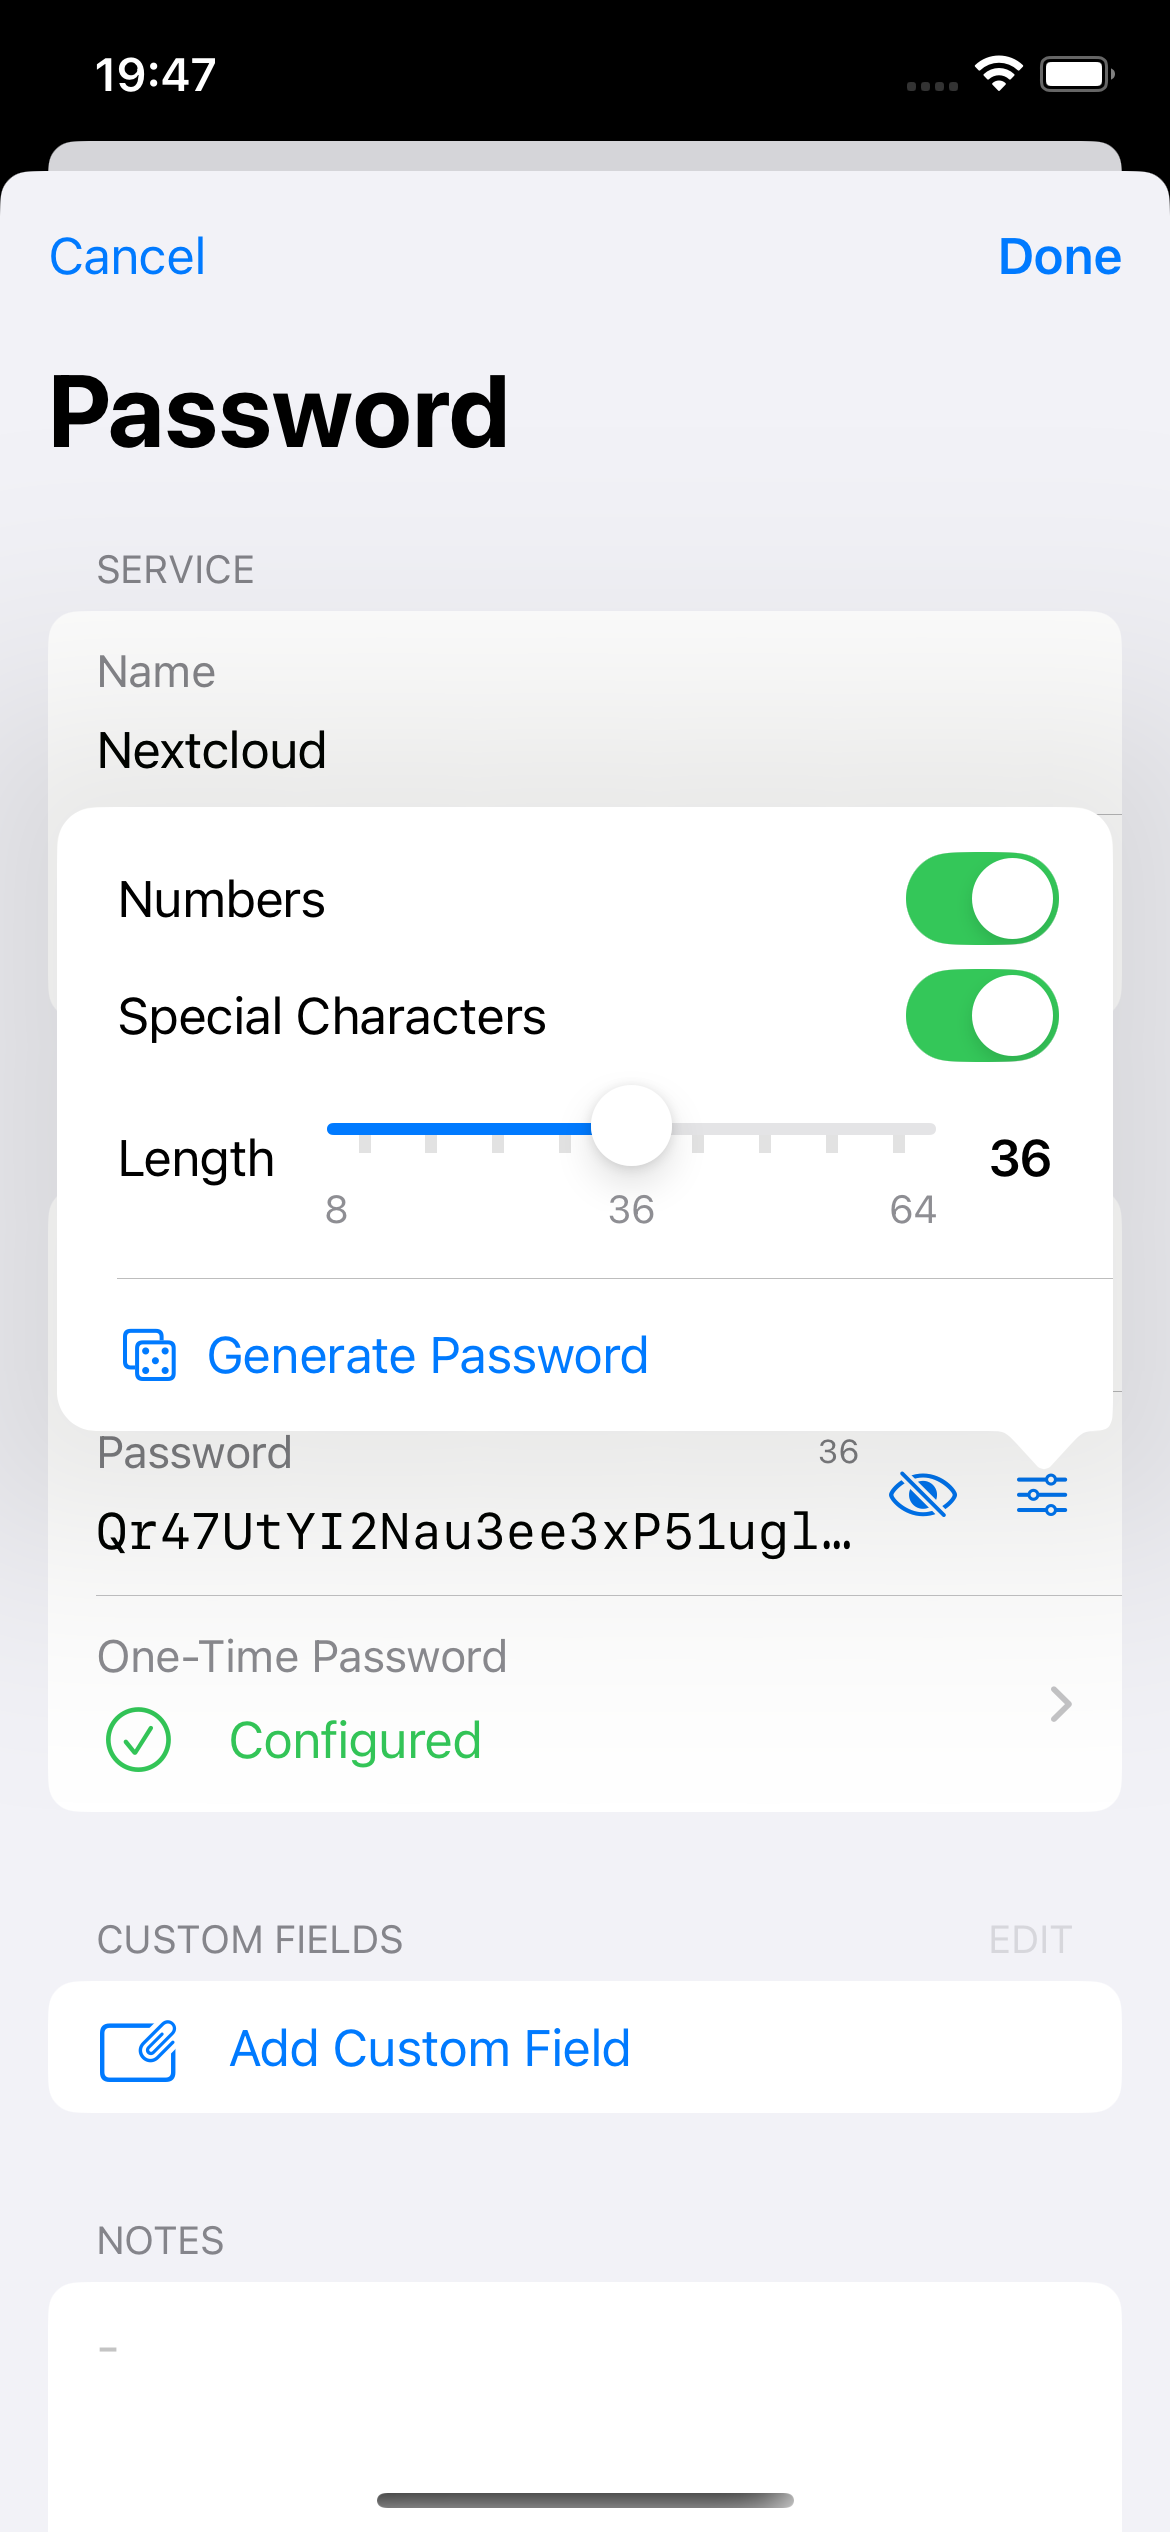 19:47
Cancel
Done
Password
SERVICE
Name
Nextcloud
Numbers
Special Characters
Length
36
8
36
64
Generate Password
Password
36
Qr47UtYI2Nau3ee3xP51ugl…
One-Time Password
Configured
CUSTOM FIELDS
EDIT
Add Custom Field
NOTES
-